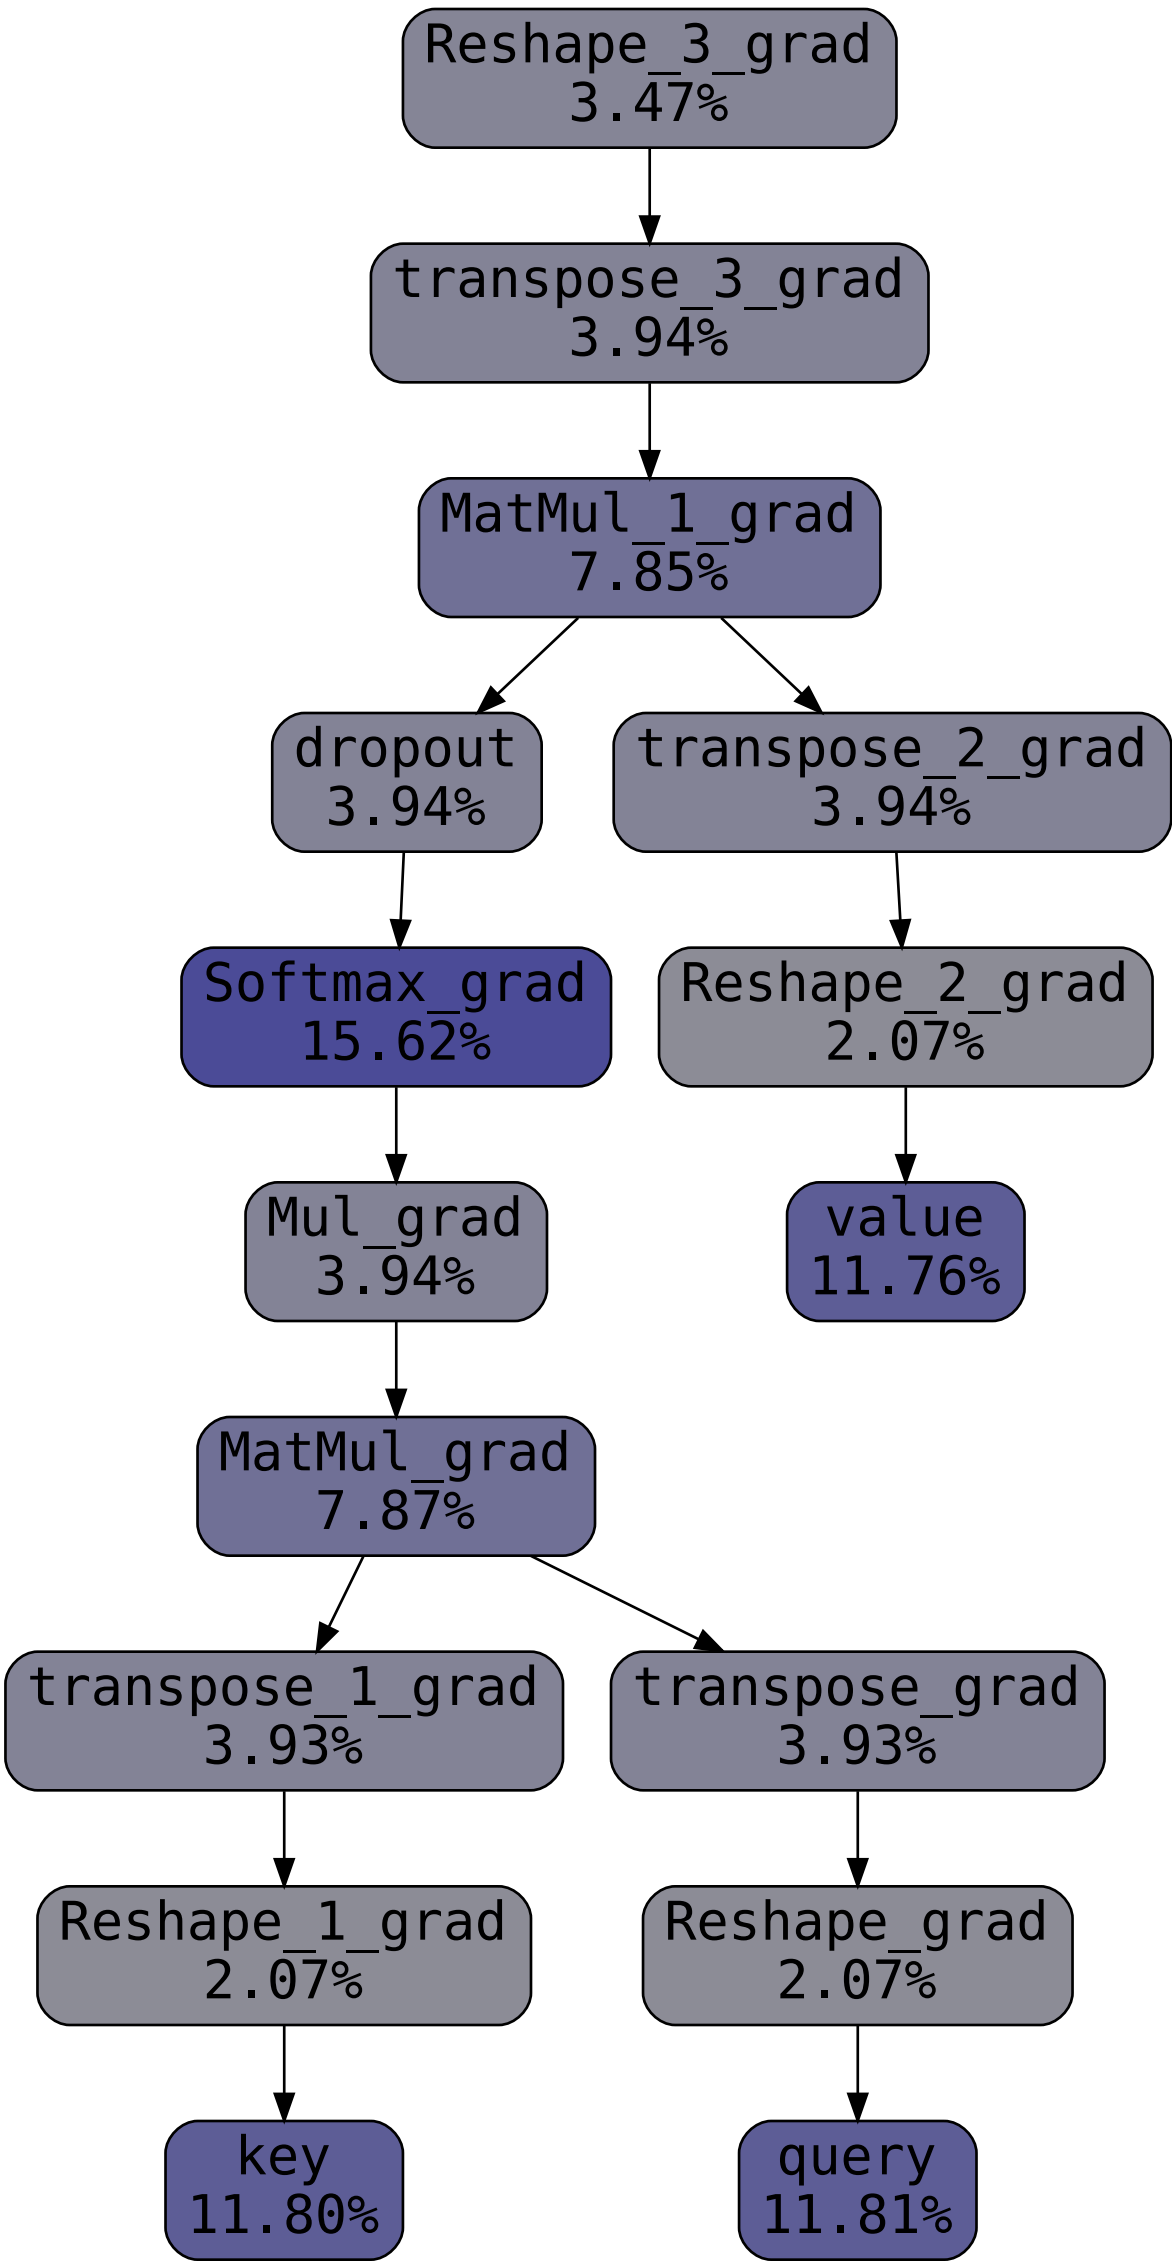 Reshape_3_grad
3.47%
transpose_3_grad
3.94%
MatMul_1_grad
7.85%
dropout
3.94%
transpose_2_grad
3.94%
Softmax_grad
15.62%
Reshape_2_grad
2.07%
Mul_grad
3.94%
value
11.76%
MatMul_grad
7.87%
transpose_1_grad
3.93%
transpose_grad
3.93%
Reshape_1_grad
2.07%
Reshape_grad
2.07%
key
11.80%
query
11.81%